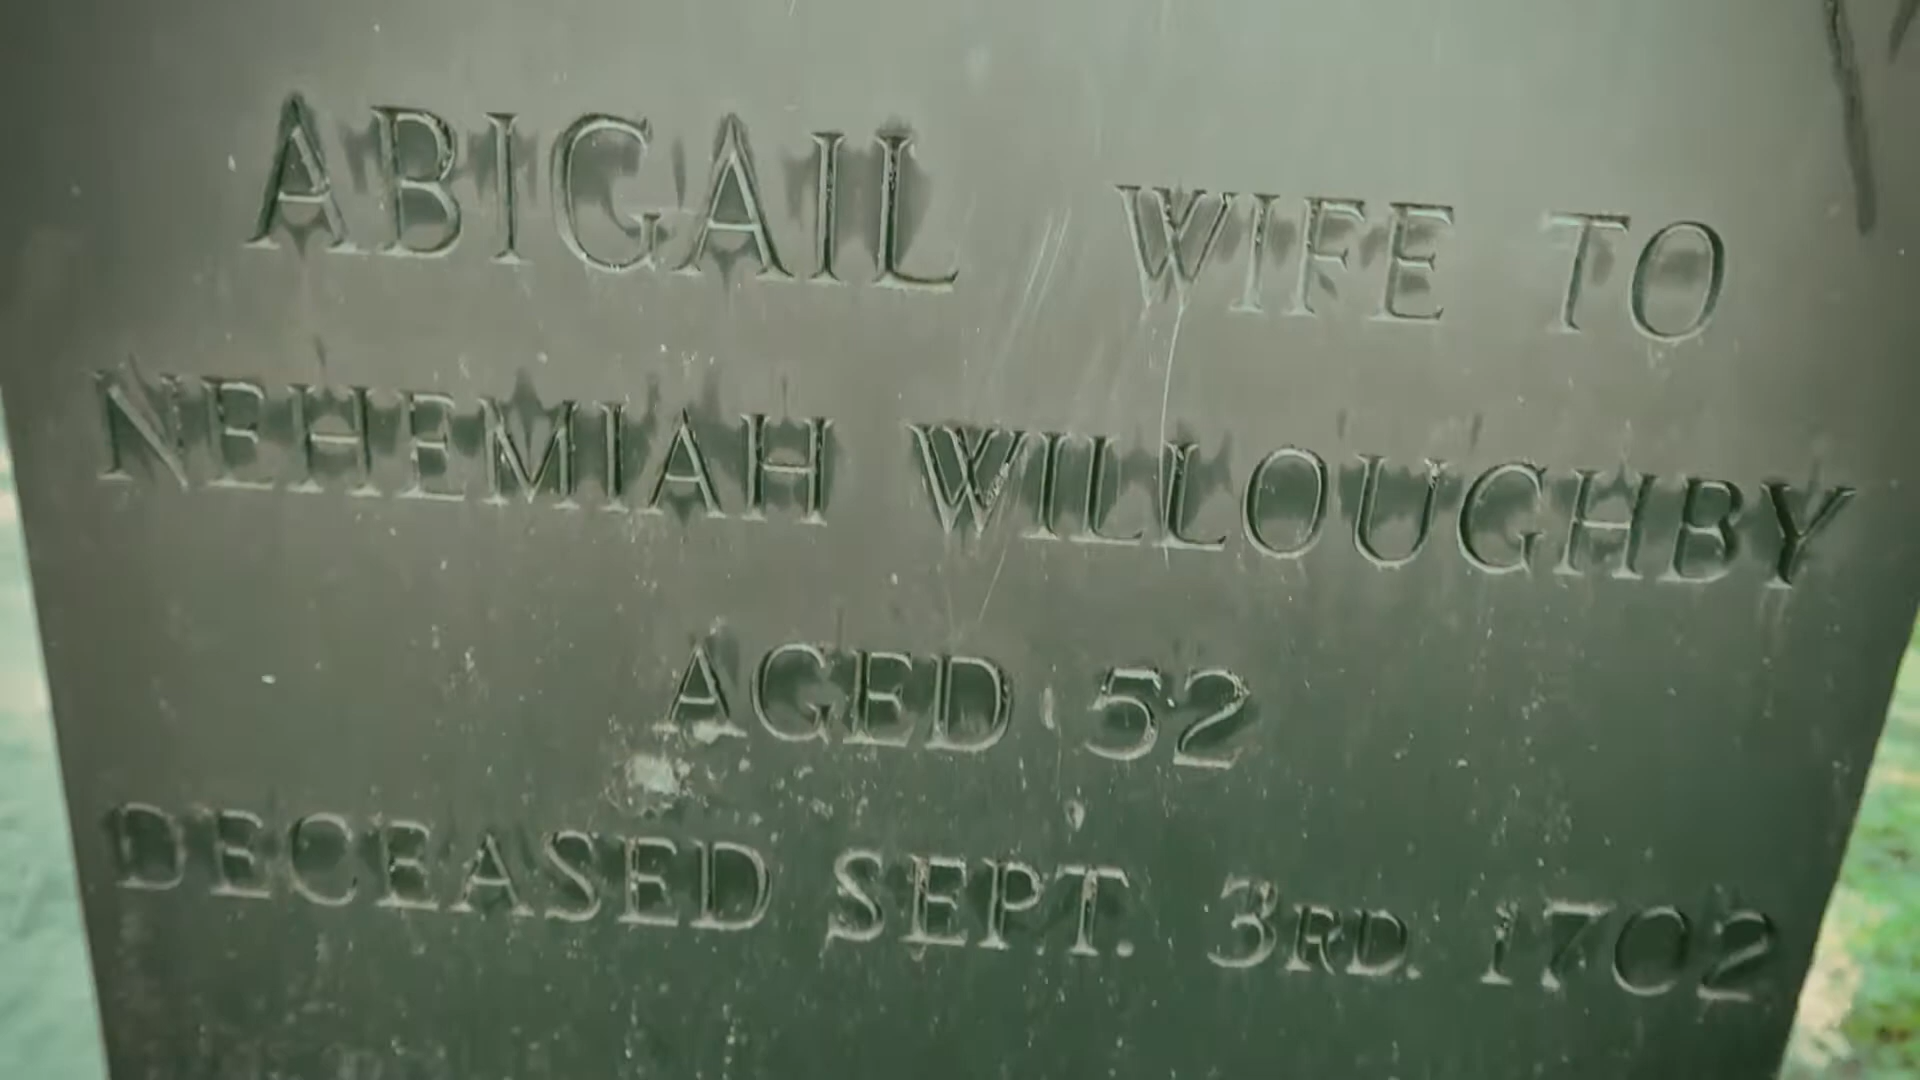 ABIGAIL WIFE TO
NEHEMIAH WILLOUGHBY
AGED 52
DECEASED SEPT. 3RD. 1702